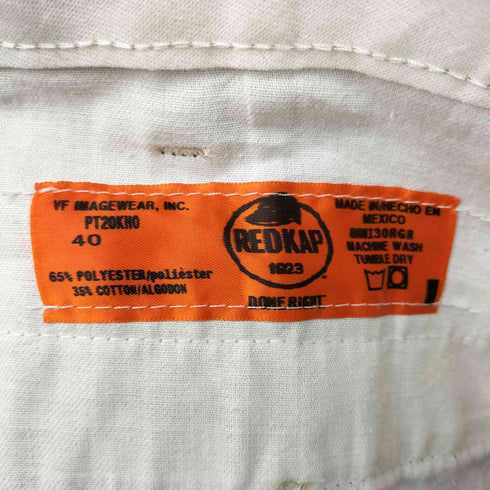 VF IMAGEWEAR, INC.
PT20KH0
40
65% POLYESTER/polièster
35% COTTON/ALGODON
REDKAP
1923
DONE RIGHT
MADE IN/HECHO EN
MEXICO
MACHINE WASH
TUMBLE DRY